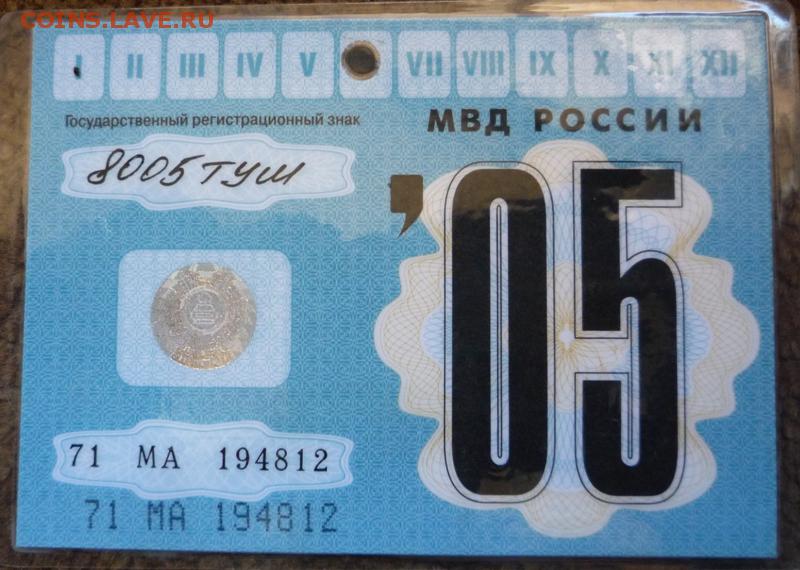 COINS.LAVE.RU
I II III IV V VII VIII IX X XI XII
Государственный регистрационный знак
МВД РОССИИ
8005ТУШ
'05
71 МА 194812
71 МА 194812